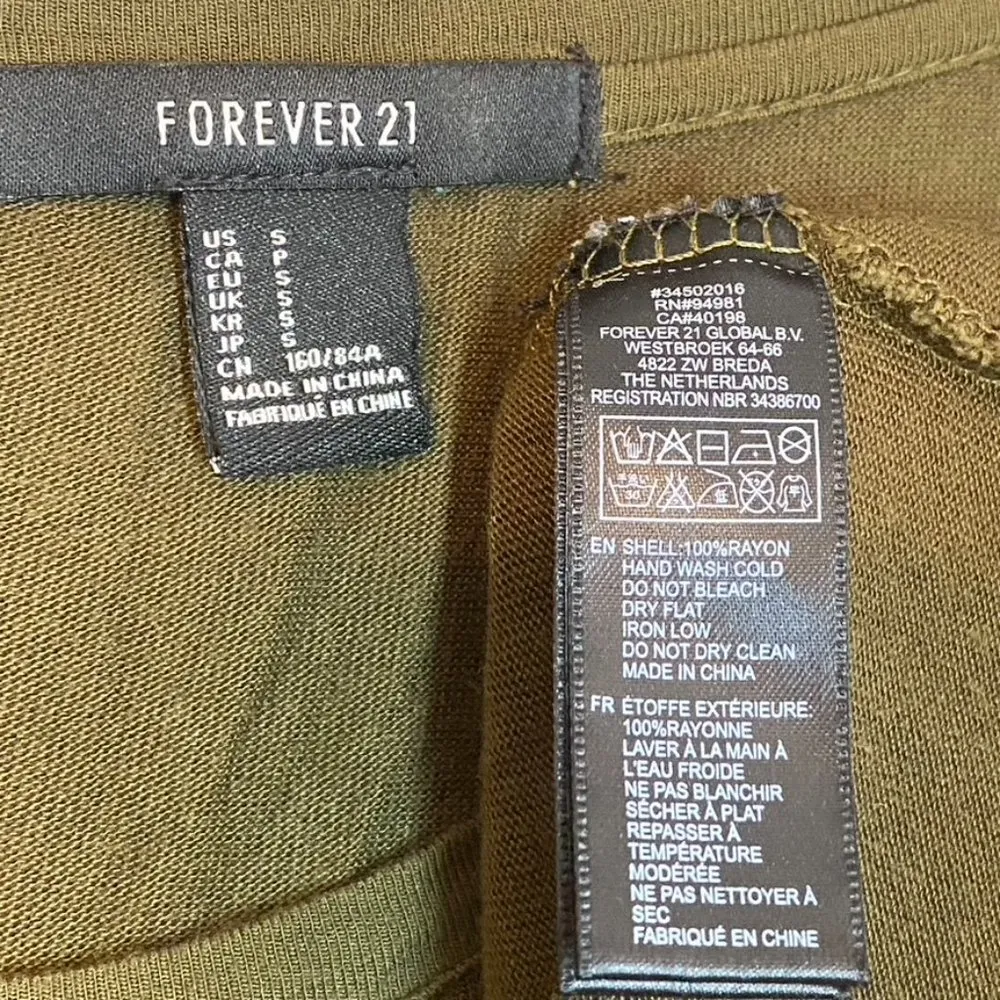 FOREVER 21
US S
CA P
EU S
UK S
KR S
JP S
CN 160/84A
MADE IN CHINA
FABRIQUÉ EN CHINE
#34502016
RN#94981
CA#40198
FOREVER 21 GLOBAL B.V.
WESTBROEK 64-66
4822 ZW BREDA
THE NETHERLANDS
REGISTRATION NBR 34386700
EN SHELL:100%RAYON
HAND WASH COLD
DO NOT BLEACH
DRY FLAT
IRON LOW
DO NOT DRY CLEAN
MADE IN CHINA
FR ÉTOFFE EXTÉRIEURE:
100%RAYONNE
LAVER À LA MAIN À
L'EAU FROIDE
NE PAS BLANCHIR
SÉCHER À PLAT
REPASSER À
TEMPÉRATURE
MODÉRÉE
NE PAS NETTOYER À
SEC
FABRIQUÉ EN CHINE